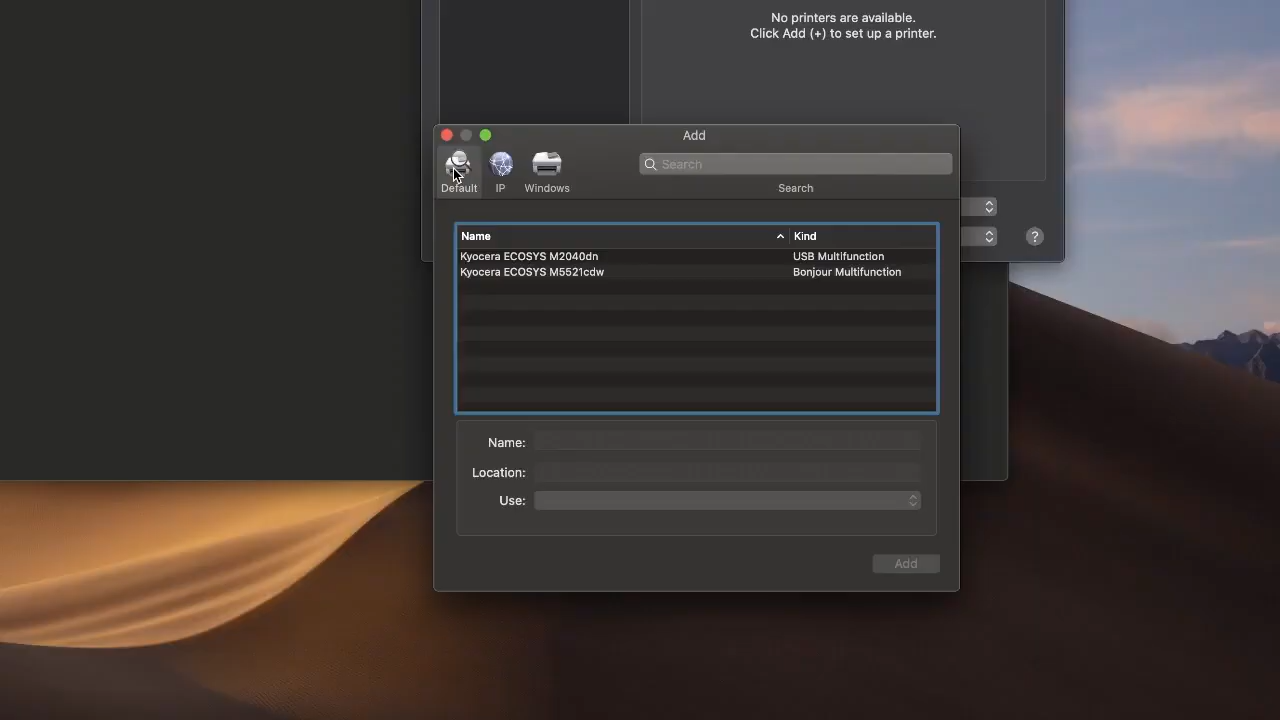 No printers are available.
Click Add (+) to set up a printer.
Add
Default IP Windows
Search
Search
?
Name Kind
Kyocera ECOSYS M2040dn USB Multifunction
Kyocera ECOSYS M5521cdw Bonjour Multifunction
Name:
Location:
Use:
Add